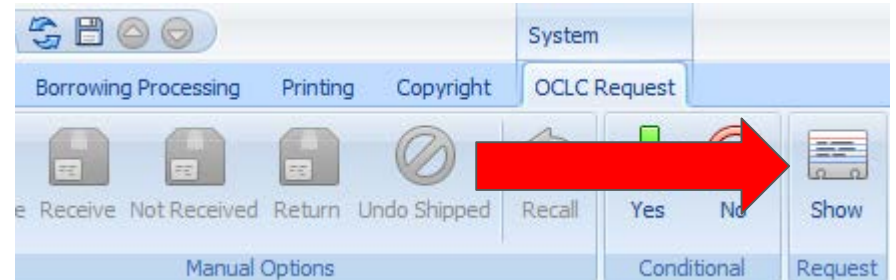 System
Borrowing Processing Printing Copyright OCLC Request
e Receive Not Received Return Undo Shipped Recall Yes No Show
Manual Options Conditional Request